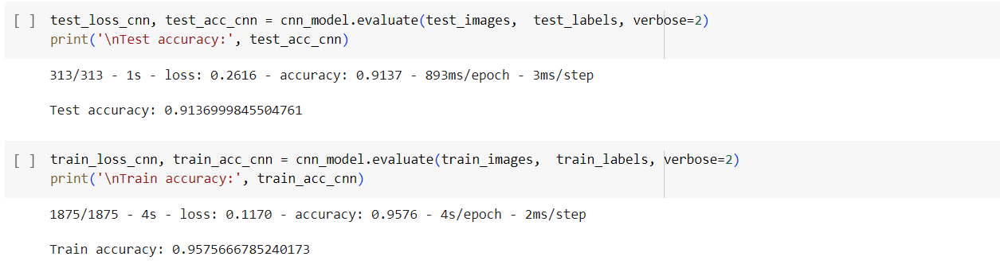 [ ] test_loss_cnn, test_acc_cnn = cnn_model.evaluate(test_images,  test_labels, verbose=2)
print('\nTest accuracy:', test_acc_cnn)
313/313 - 1s - loss: 0.2616 - accuracy: 0.9137 - 893ms/epoch - 3ms/step
Test accuracy: 0.9136999845504761
[ ] train_loss_cnn, train_acc_cnn = cnn_model.evaluate(train_images,  train_labels, verbose=2)
print('\nTrain accuracy:', train_acc_cnn)
1875/1875 - 4s - loss: 0.1170 - accuracy: 0.9576 - 4s/epoch - 2ms/step
Train accuracy: 0.9575666785240173